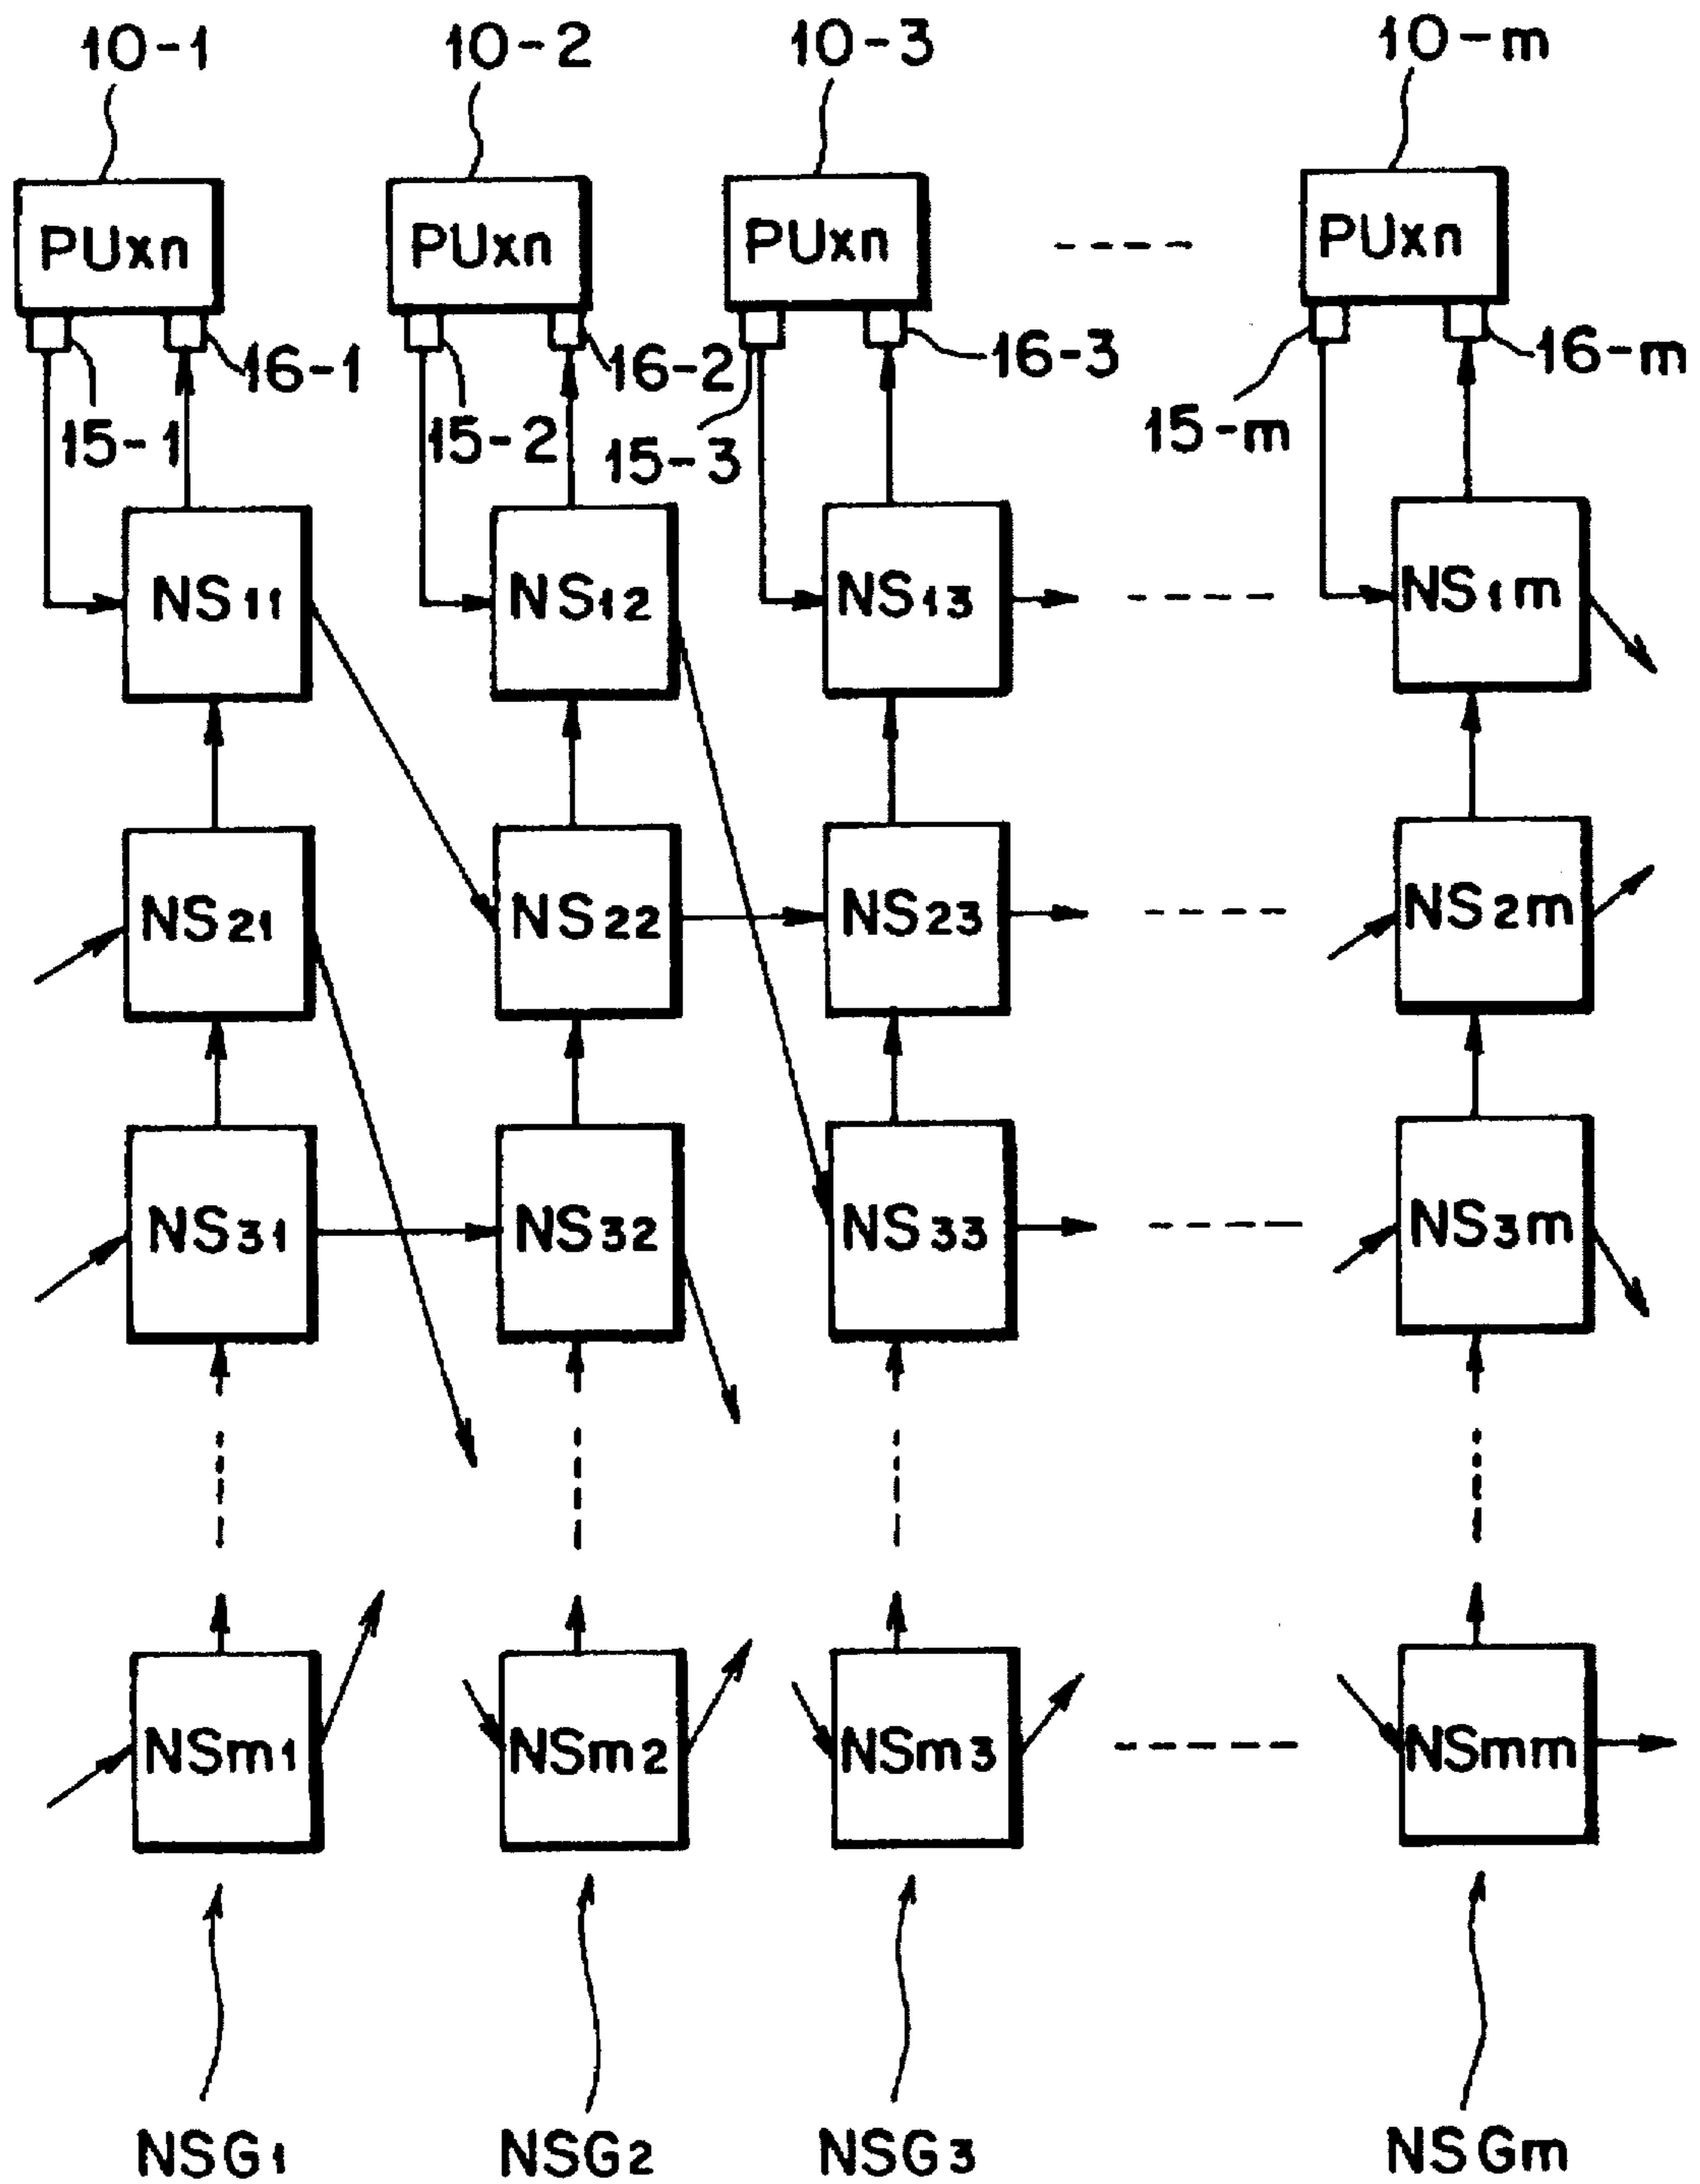 10-1 10-2 10-3 10-m
PUxn PUxn PUxn PUxn
16-1 16-2 16-3 16-m
15-1 15-2 15-3 15-m
NS11 NS12 NS13 NS1m
NS21 NS22 NS23 NS2m
NS31 NS32 NS33 NS3m
NSm1 NSm2 NSm3 NSmm
NSG1 NSG2 NSG3 NSGm